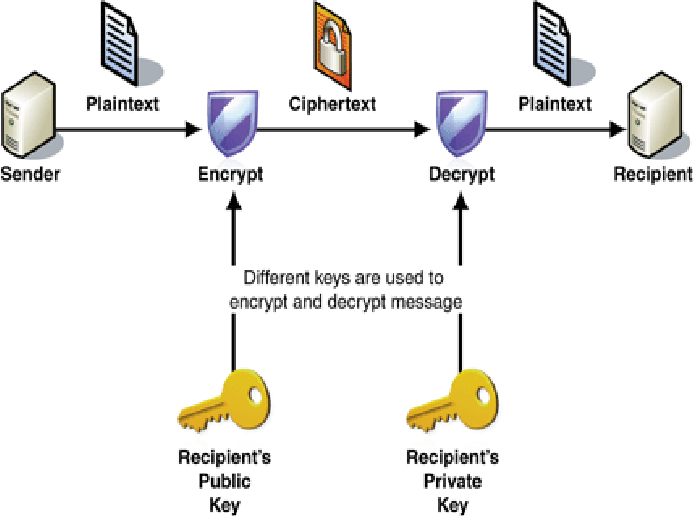 Plaintext
Ciphertext
Plaintext
Sender
Encrypt
Decrypt
Recipient
Different keys are used to
encrypt and decrypt message
Recipient's
Public
Key
Recipient's
Private
Key